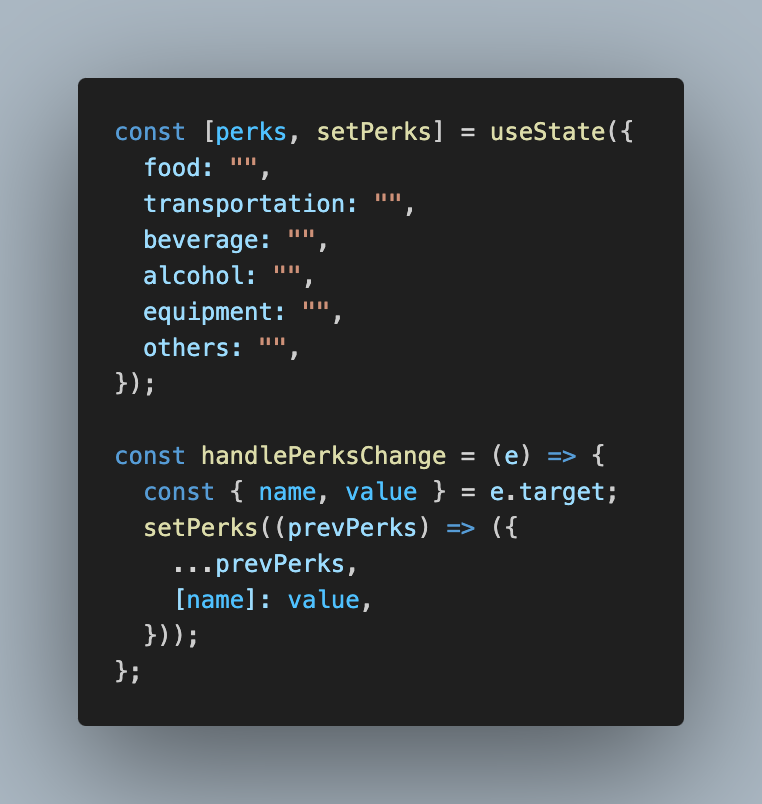 const [perks, setPerks] = useState({
  food: "",
  transportation: "",
  beverage: "",
  alcohol: "",
  equipment: "",
  others: "",
});

const handlePerksChange = (e) => {
  const { name, value } = e.target;
  setPerks((prevPerks) => ({
    ...prevPerks,
    [name]: value,
  }));
};